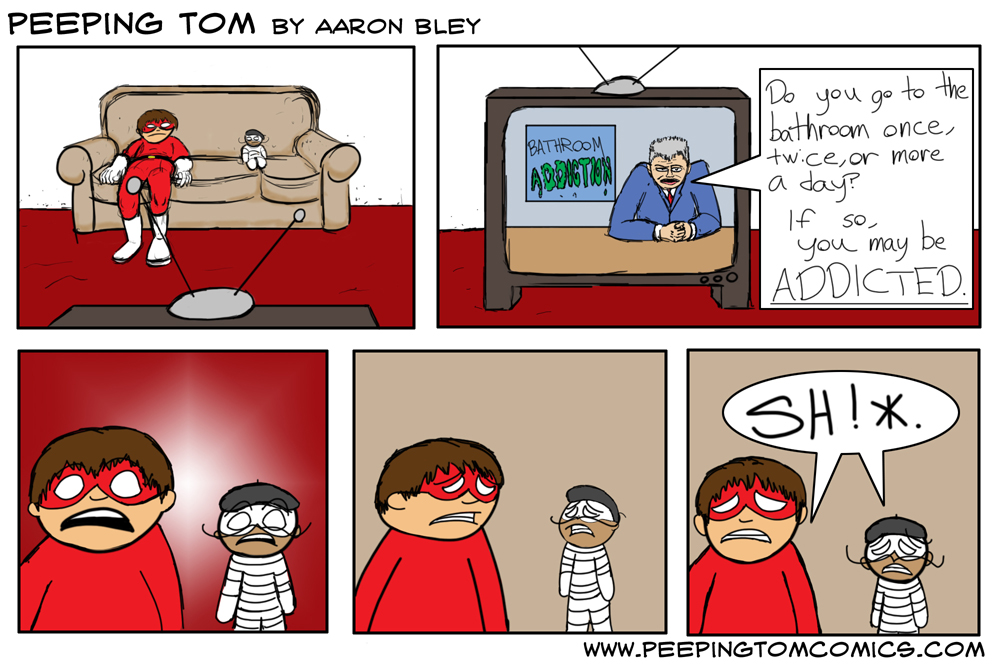 PEEPING TOM BY AARON BLEY
BATHROOM
ADDICTION
Do you go to the
bathroom once,
twice, or more
a day?
If so,
you may be
ADDICTED.
SH!*.
WWW.PEEPINGTOMCOMICS.COM